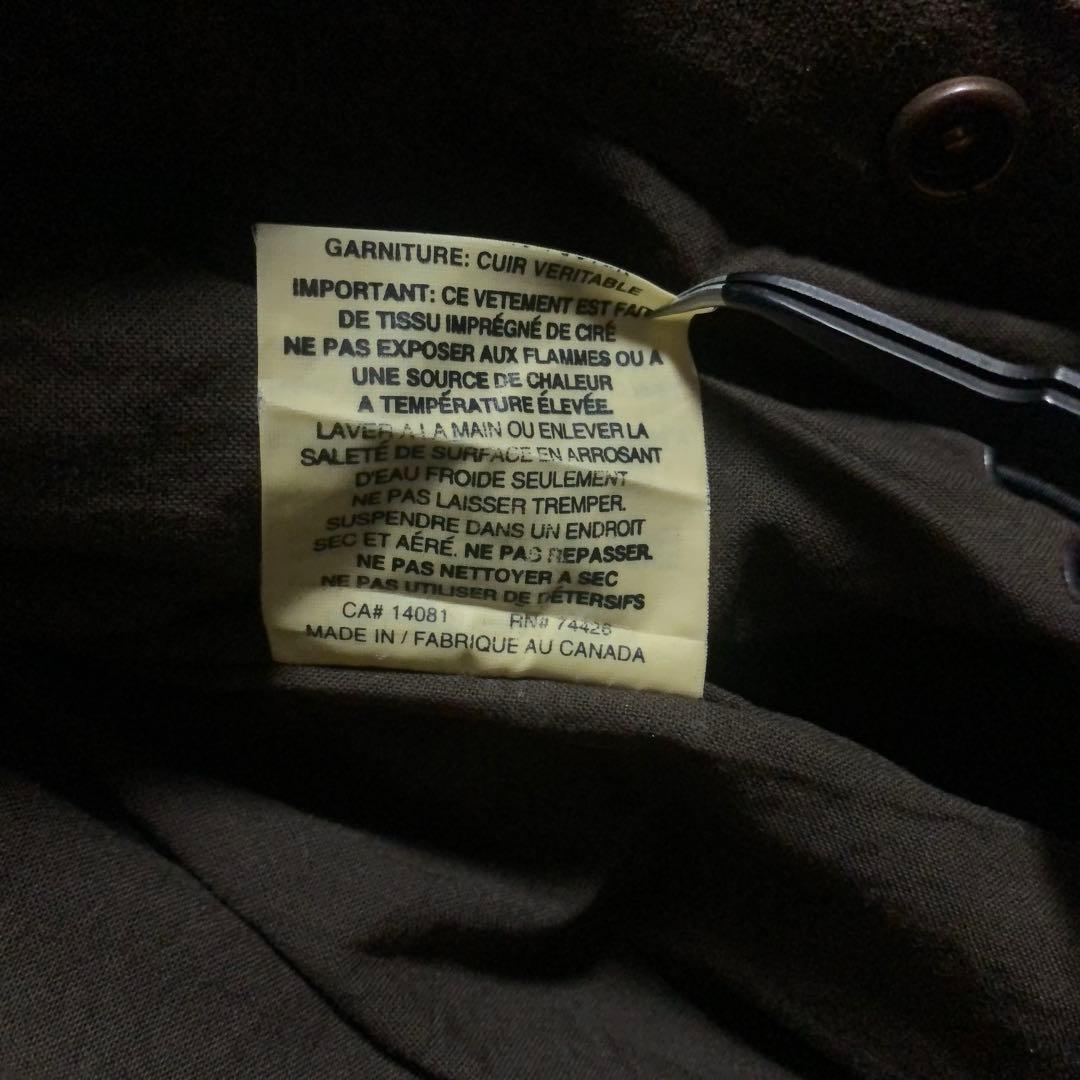 GARNITURE: CUIR VERITABLE
IMPORTANT: CE VETEMENT EST FAIT
DE TISSU IMPRÉGNÉ DE CIRÉ
NE PAS EXPOSER AUX FLAMMES OU A
UNE SOURCE DE CHALEUR
A TEMPÉRATURE ÉLEVÉE.
LAVER A LA MAIN OU ENLEVER LA
SALETÉ DE SURFACE EN ARROSANT
D'EAU FROIDE SEULEMENT
NE PAS LAISSER TREMPER.
SUSPENDRE DANS UN ENDROIT
SEC ET AÉRÉ. NE PAS REPASSER.
NE PAS NETTOYER A SEC
NE PAS UTILISER DE DÉTERSIFS
CA# 14081 RN# 74426
MADE IN / FABRIQUE AU CANADA